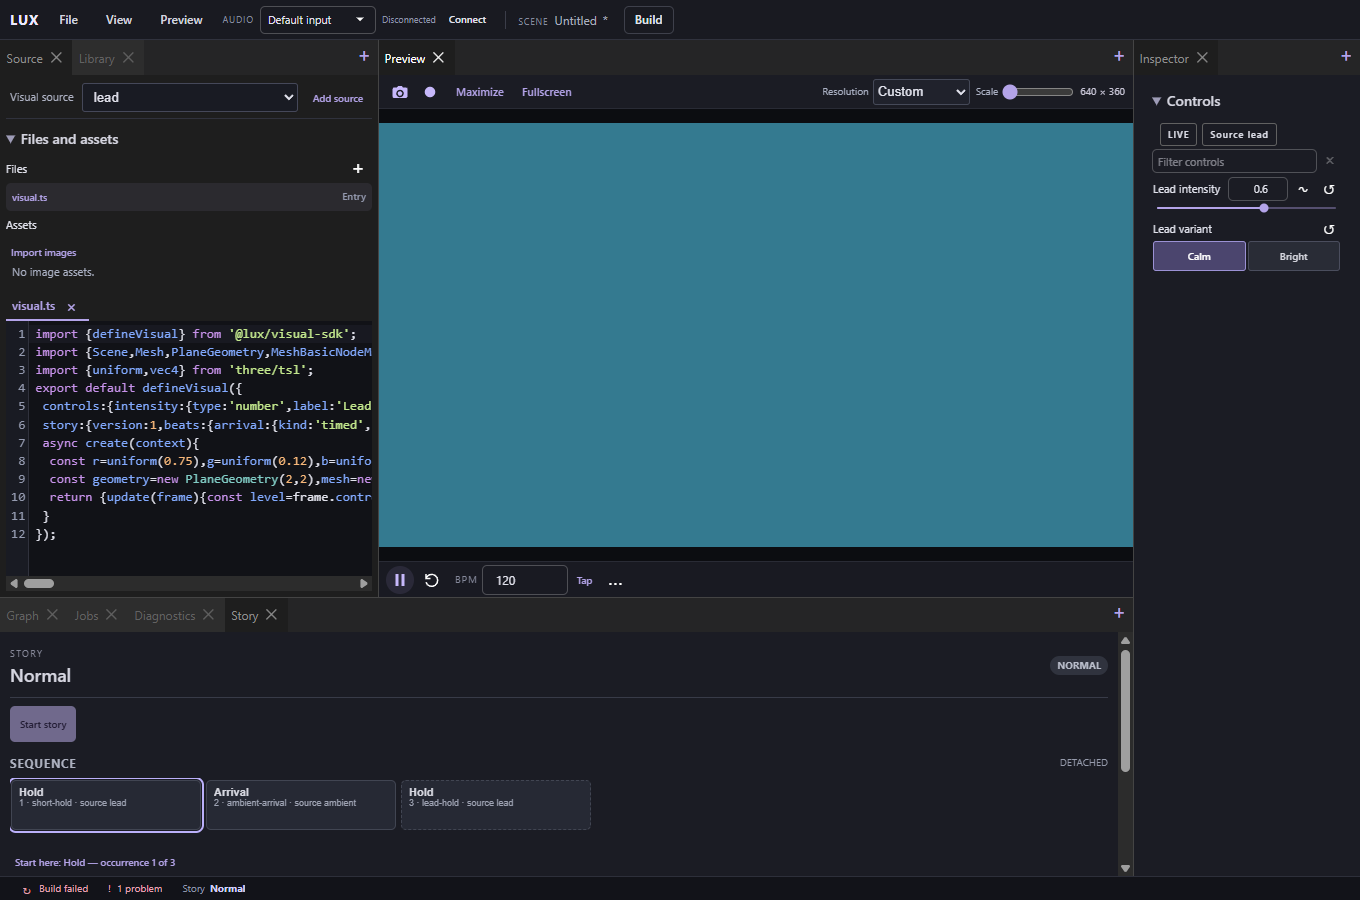 LUX File View Preview AUDIO Default input Disconnected Connect SCENE Untitled * Build
Source Library +
Visual source lead Add source
Files and assets
Files +
visual.ts Entry
Assets
Import images
No image assets.
visual.ts ×
1 import {defineVisual} from '@lux/visual-sdk';
2 import {Scene,Mesh,PlaneGeometry,MeshBasicNodeM
3 import {uniform,vec4} from 'three/tsl';
4 export default defineVisual({
5 controls:{intensity:{type:'number',label:'Lead
6 story:{version:1,beats:{arrival:{kind:'timed',
7 async create(context){
8 const r=uniform(0.75),g=uniform(0.12),b=unifo
9 const geometry=new PlaneGeometry(2,2),mesh=new
10 return {update(frame){const level=frame.contr
11 }
12 });
Preview +
Maximize Fullscreen Resolution Custom Scale 640 × 360
BPM 120 Tap ...
Inspector +
Controls
LIVE Source lead
Filter controls ×
Lead intensity 0.6
Lead variant
Calm Bright
Graph Jobs Diagnostics Story +
STORY
Normal NORMAL
Start story
SEQUENCE DETACHED
Hold
1 · short-hold · source lead
Arrival
2 · ambient-arrival · source ambient
Hold
3 · lead-hold · source lead
Start here: Hold — occurrence 1 of 3
Build failed ! 1 problem Story Normal